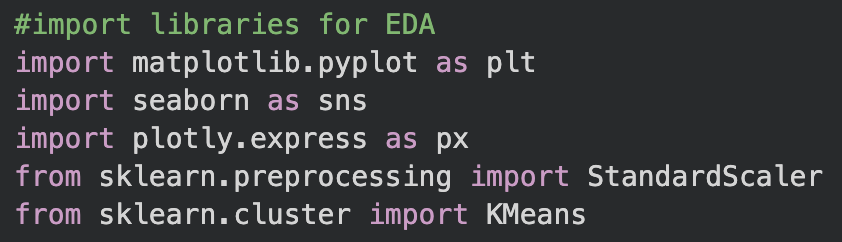 #import libraries for EDA
import matplotlib.pyplot as plt
import seaborn as sns
import plotly.express as px
from sklearn.preprocessing import StandardScaler
from sklearn.cluster import KMeans